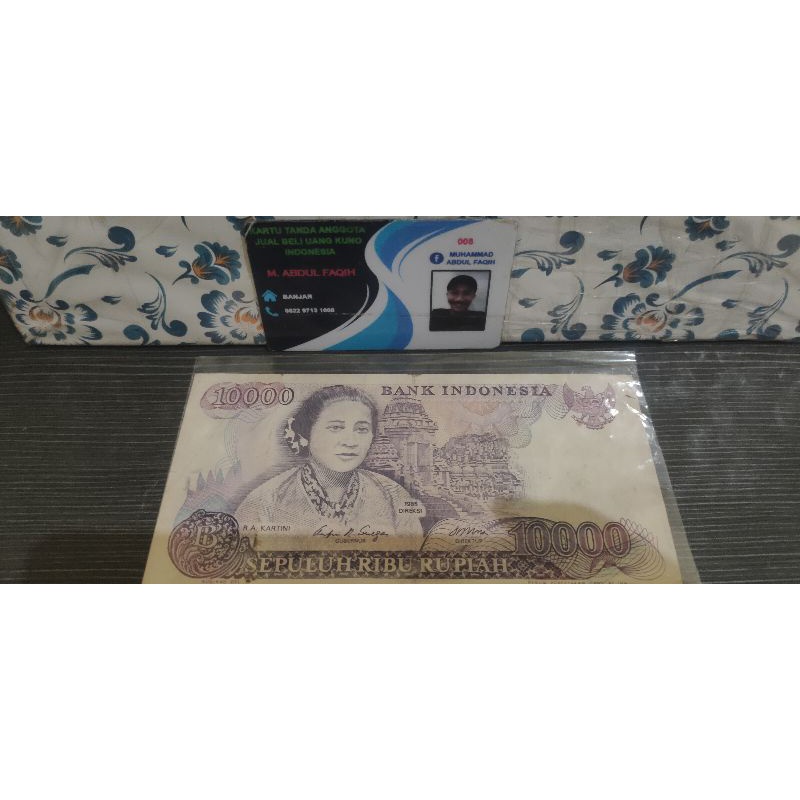 KARTU TANDA ANGGOTA
JUAL BELI UANG KUNO
INDONESIA
M. ABDUL FAQIH
BANJAR
008
MUHAMMAD
ABDUL FAQIH
10000
BANK INDONESIA
1985
DIREKSI
R.A. KARTINI
GUBERNUR
DIREKTUR
10000
SEPULUH RIBU RUPIAH